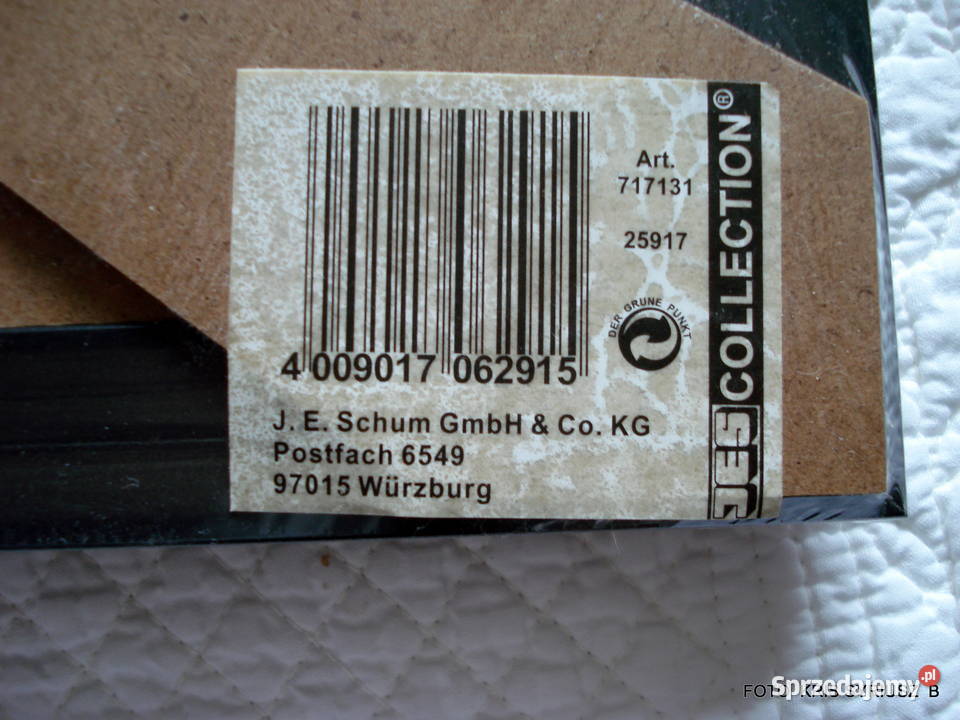 Art.
717131
25917
DER GRÜNE PUNKT
4 009017 062915
J. E. Schum GmbH & Co. KG
Postfach 6549
97015 Würzburg
JES COLLECTION®
FOTO
B
Sprzedajemy.pl